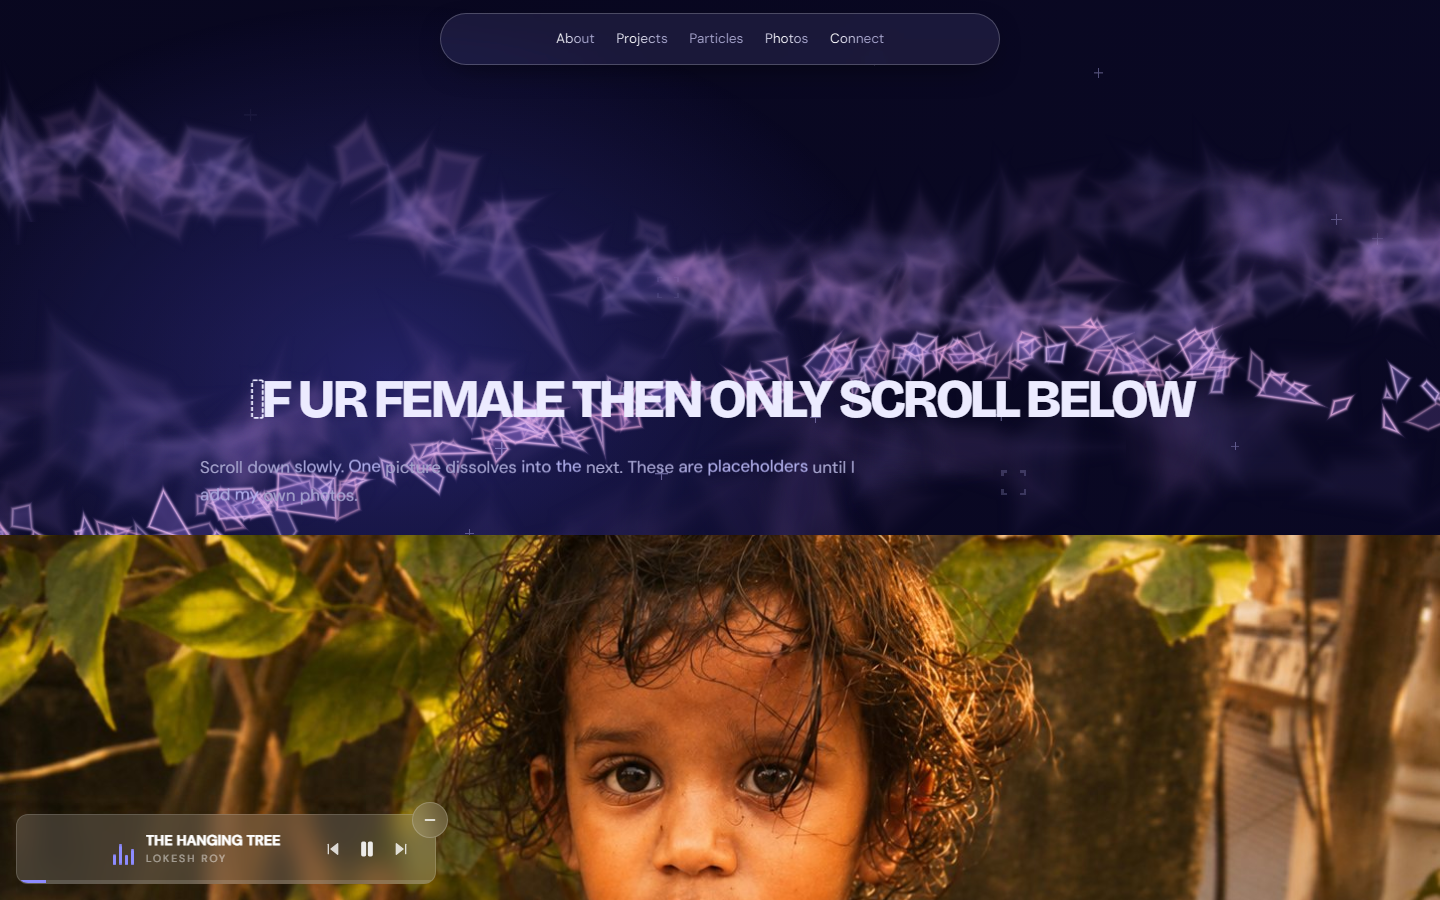 About Projects Particles Photos Connect
F UR FEMALE THEN ONLY SCROLL BELOW
Scroll down slowly. One picture dissolves into the next. These are placeholders until I
add my own photos.
THE HANGING TREE
LOKESH ROY